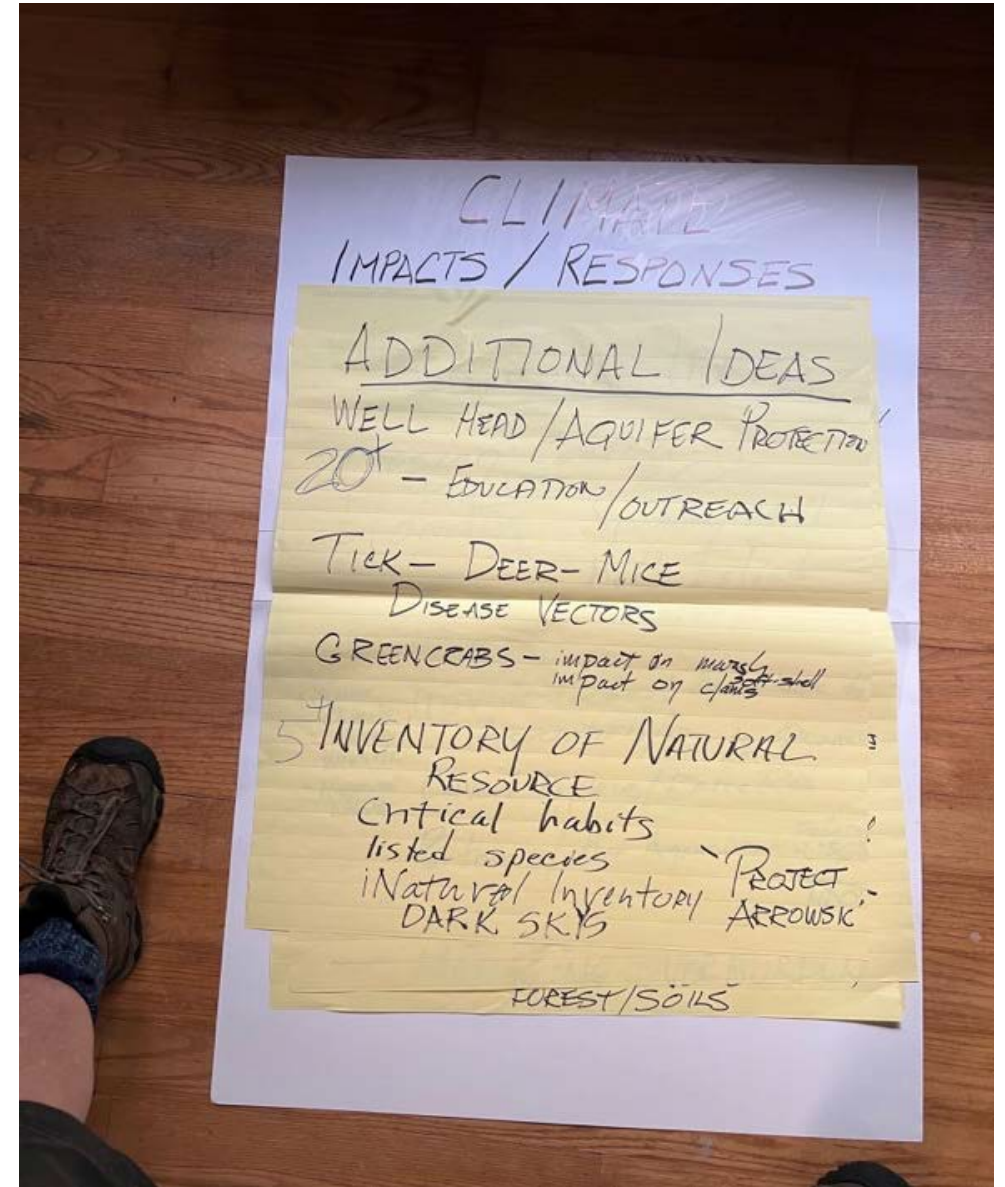 CLIMATE
IMPACTS / RESPONSES
ADDITIONAL IDEAS
WELL HEAD / AQUIFER PROTECTION
20+ - EDUCATION / OUTREACH
TICK - DEER - MICE
DISEASE VECTORS
GREENCRABS - impact on marsh
impact on soft-shell clams
5+ INVENTORY OF NATURAL
RESOURCE
Critical habits
listed species
iNatural Inventory "PROJECT
DARK SKYS ARROWSIC"
FOREST/SOILS